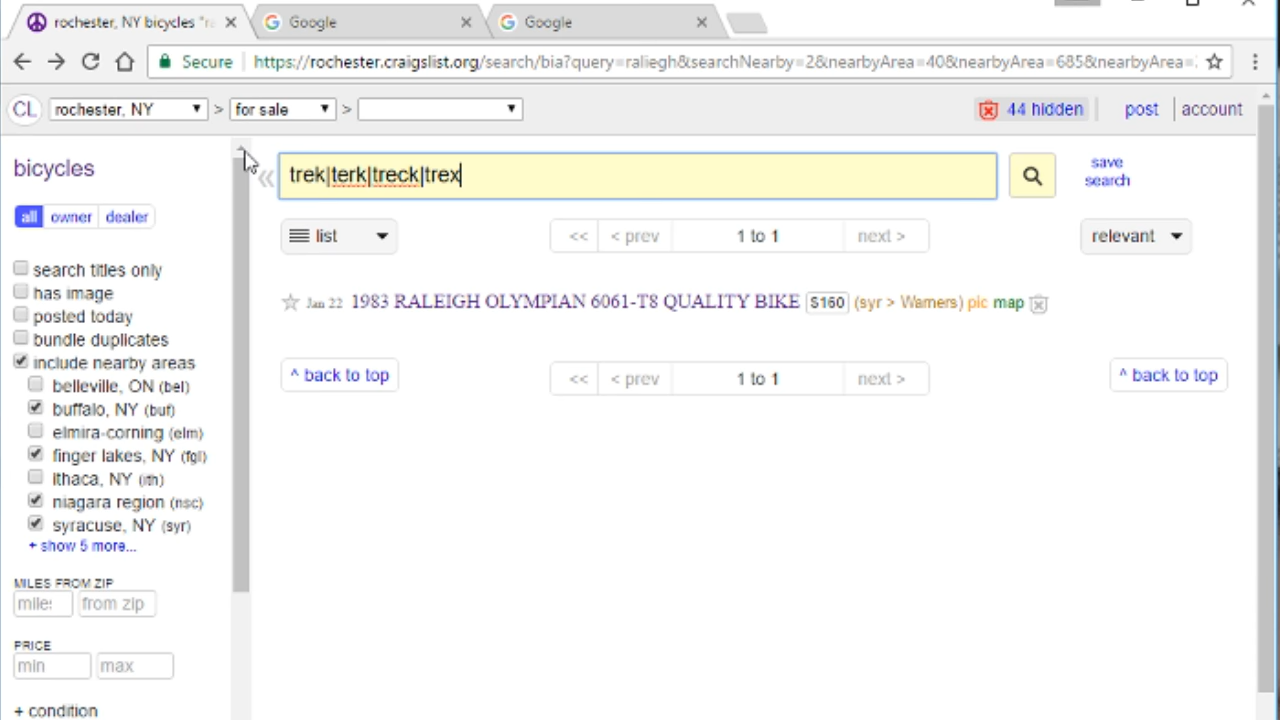 rochester, NY bicycles "ra
Google
Google
Secure
https://rochester.craigslist.org/search/bia?query=raliegh&searchNearby=2&nearbyArea=40&nearbyArea=685&nearbyArea=
CL rochester, NY > for sale >
44 hidden post account
bicycles
all owner dealer
search titles only
has image
posted today
bundle duplicates
include nearby areas
belleville, ON (bel)
buffalo, NY (buf)
elmira-corning (elm)
finger lakes, NY (fgl)
ithaca, NY (ith)
niagara region (nsc)
syracuse, NY (syr)
+ show 5 more...
MILES FROM ZIP
miles from zip
PRICE
min max
+ condition
trek|terk|treck|trex
save search
list << < prev 1 to 1 next > relevant
Jan 22 1983 RALEIGH OLYMPIAN 6061-T8 QUALITY BIKE $160 (syr > Warners) pic map
^ back to top << < prev 1 to 1 next > ^ back to top